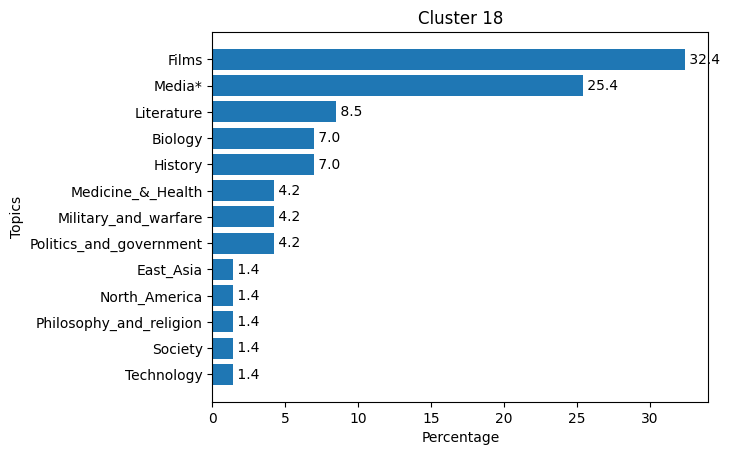 Cluster 18
Films 32.4
Media* 25.4
Literature 8.5
Biology 7.0
History 7.0
Medicine_&_Health 4.2
Military_and_warfare 4.2
Politics_and_government 4.2
East_Asia 1.4
North_America 1.4
Philosophy_and_religion 1.4
Society 1.4
Technology 1.4
Topics
0 5 10 15 20 25 30
Percentage